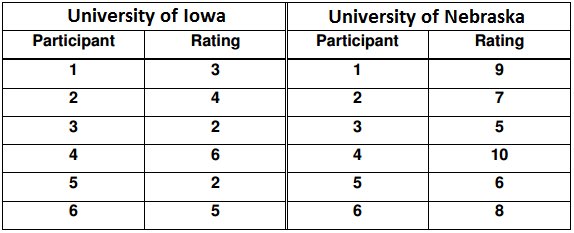 University of Iowa University of Nebraska
Participant Rating Participant Rating
1 3 1 9
2 4 2 7
3 2 3 5
4 6 4 10
5 2 5 6
6 5 6 8